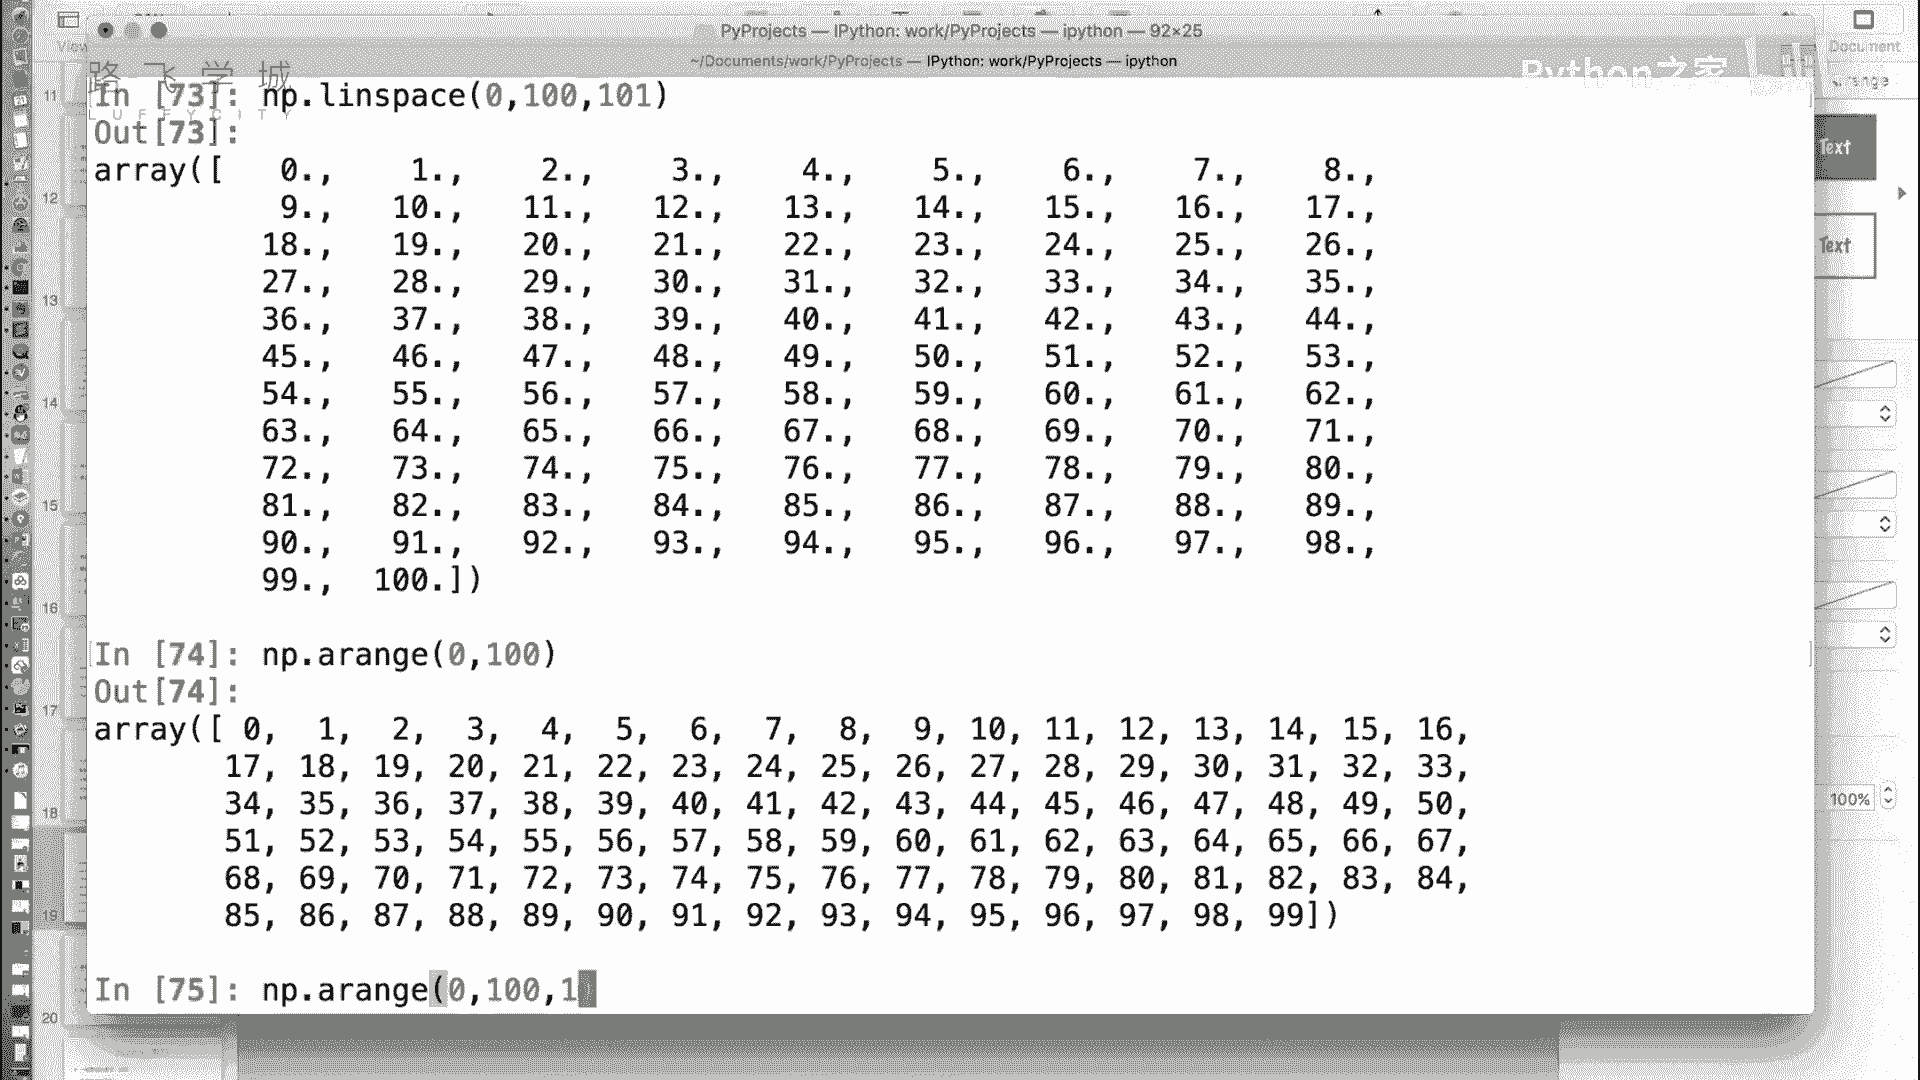 PyProjects — IPython: work/PyProjects — ipython — 92×25
~/Documents/work/PyProjects — IPython: work/PyProjects — ipython
View
Document
路飞学城
LUFFYCITY
Python之家
In [73]: np.linspace(0,100,101)
Out[73]:
array([   0.,    1.,    2.,    3.,    4.,    5.,    6.,    7.,    8.,
9.,   10.,   11.,   12.,   13.,   14.,   15.,   16.,   17.,
18.,   19.,   20.,   21.,   22.,   23.,   24.,   25.,   26.,
27.,   28.,   29.,   30.,   31.,   32.,   33.,   34.,   35.,
36.,   37.,   38.,   39.,   40.,   41.,   42.,   43.,   44.,
45.,   46.,   47.,   48.,   49.,   50.,   51.,   52.,   53.,
54.,   55.,   56.,   57.,   58.,   59.,   60.,   61.,   62.,
63.,   64.,   65.,   66.,   67.,   68.,   69.,   70.,   71.,
72.,   73.,   74.,   75.,   76.,   77.,   78.,   79.,   80.,
81.,   82.,   83.,   84.,   85.,   86.,   87.,   88.,   89.,
90.,   91.,   92.,   93.,   94.,   95.,   96.,   97.,   98.,
99.,  100.])
In [74]: np.arange(0,100)
Out[74]:
array([ 0,  1,  2,  3,  4,  5,  6,  7,  8,  9, 10, 11, 12, 13, 14, 15, 16,
17, 18, 19, 20, 21, 22, 23, 24, 25, 26, 27, 28, 29, 30, 31, 32, 33,
34, 35, 36, 37, 38, 39, 40, 41, 42, 43, 44, 45, 46, 47, 48, 49, 50,
51, 52, 53, 54, 55, 56, 57, 58, 59, 60, 61, 62, 63, 64, 65, 66, 67,
68, 69, 70, 71, 72, 73, 74, 75, 76, 77, 78, 79, 80, 81, 82, 83, 84,
85, 86, 87, 88, 89, 90, 91, 92, 93, 94, 95, 96, 97, 98, 99])
In [75]: np.arange(0,100,1)
11
12
13
14
15
16
17
18
19
20
Text
Text
100%